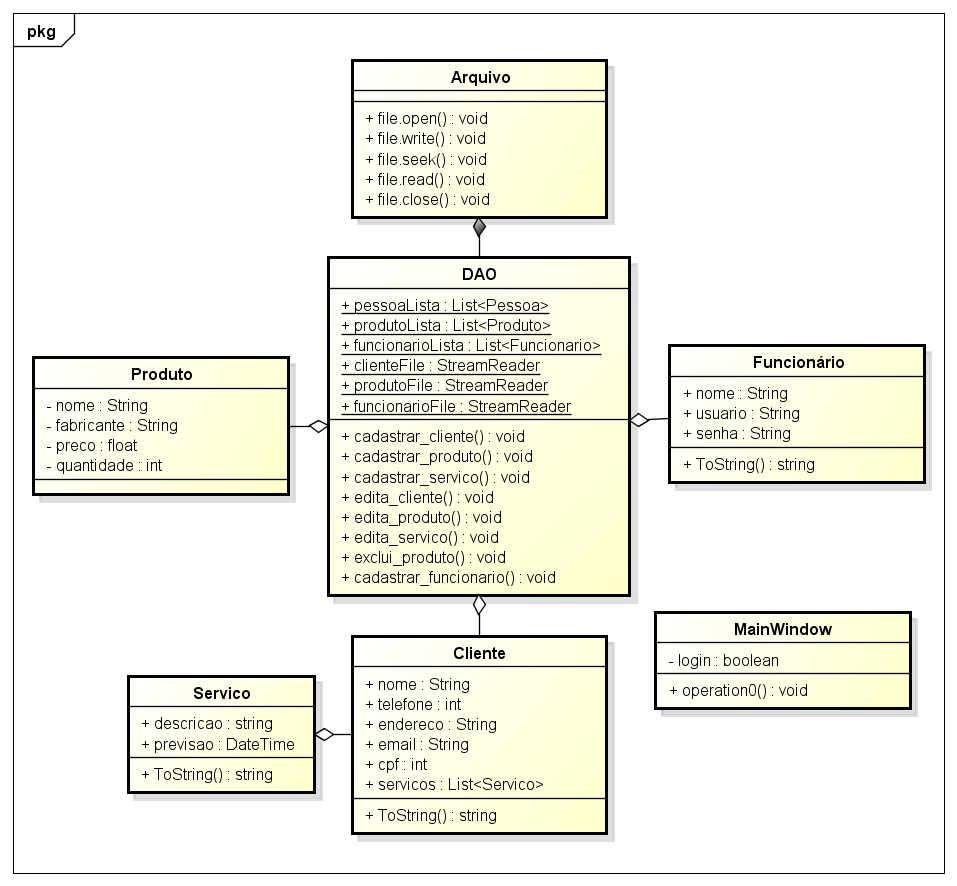 pkg
Arquivo
+ file.open() : void
+ file.write() : void
+ file.seek() : void
+ file.read() : void
+ file.close() : void
DAO
+ pessoaLista : List<Pessoa>
+ produtoLista : List<Produto>
+ funcionarioLista : List<Funcionario>
+ clienteFile : StreamReader
+ produtoFile : StreamReader
+ funcionarioFile : StreamReader
+ cadastrar_cliente() : void
+ cadastrar_produto() : void
+ cadastrar_servico() : void
+ edita_cliente() : void
+ edita_produto() : void
+ edita_servico() : void
+ exclui_produto() : void
+ cadastrar_funcionario() : void
Produto
- nome : String
- fabricante : String
- preco : float
- quantidade : int
Funcionário
+ nome : String
+ usuario : String
+ senha : String
+ ToString() : string
MainWindow
- login : boolean
+ operation0() : void
Cliente
+ nome : String
+ telefone : int
+ endereco : String
+ email : String
+ cpf : int
+ servicos : List<Servico>
+ ToString() : string
Servico
+ descricao : string
+ previsao : DateTime
+ ToString() : string